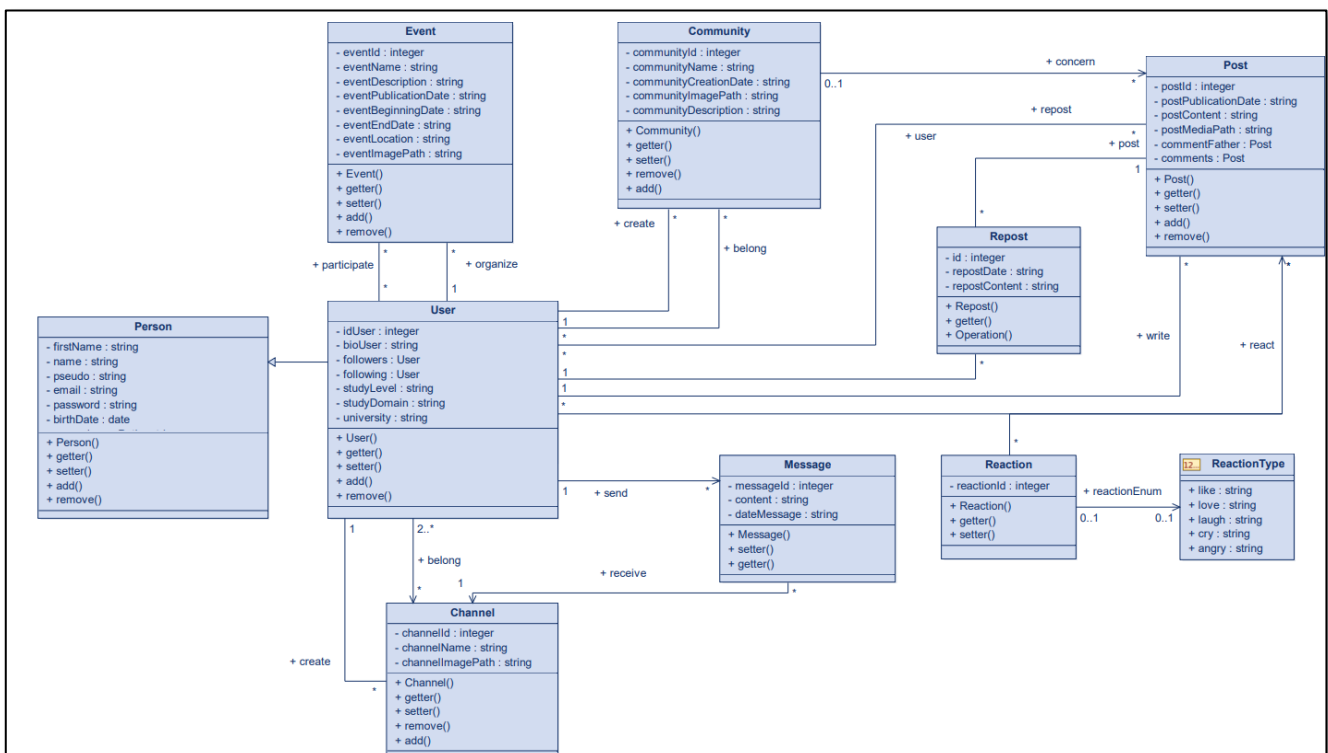 Event
- eventId : integer
- eventName : string
- eventDescription : string
- eventPublicationDate : string
- eventBeginningDate : string
- eventEndDate : string
- eventLocation : string
- eventImagePath : string
+ Event()
+ getter()
+ setter()
+ add()
+ remove()
Community
- communityId : integer
- communityName : string
- communityCreationDate : string
- communityImagePath : string
- communityDescription : string
+ Community()
+ getter()
+ setter()
+ remove()
+ add()
+ concern
0..1
*
Post
- postId : integer
- postPublicationDate : string
- postContent : string
- postMediaPath : string
- commentFather : Post
- comments : Post
+ Post()
+ getter()
+ setter()
+ add()
+ remove()
+ repost
*
+ user
+ post
1
*
+ create
*
*
+ belong
Repost
- id : integer
- repostDate : string
- repostContent : string
+ Repost()
+ getter()
+ Operation()
*
*
*
+ participate
*
*
+ organize
1
Person
- firstName : string
- name : string
- pseudo : string
- email : string
- password : string
- birthDate : date
+ Person()
+ getter()
+ setter()
+ add()
+ remove()
User
- idUser : integer
- bioUser : string
- followers : User
- following : User
- studyLevel : string
- studyDomain : string
- university : string
+ User()
+ getter()
+ setter()
+ add()
+ remove()
1
*
*
1
1
*
+ write
+ react
*
1
+ send
*
Message
- messageId : integer
- content : string
- dateMessage : string
+ Message()
+ setter()
+ getter()
Reaction
- reactionId : integer
+ Reaction()
+ getter()
+ setter()
+ reactionEnum
0..1
0..1
12...
ReactionType
+ like : string
+ love : string
+ laugh : string
+ cry : string
+ angry : string
1
2..*
+ belong
*
+ receive
1
*
+ create
*
Channel
- channelId : integer
- channelName : string
- channelImagePath : string
+ Channel()
+ getter()
+ setter()
+ remove()
+ add()